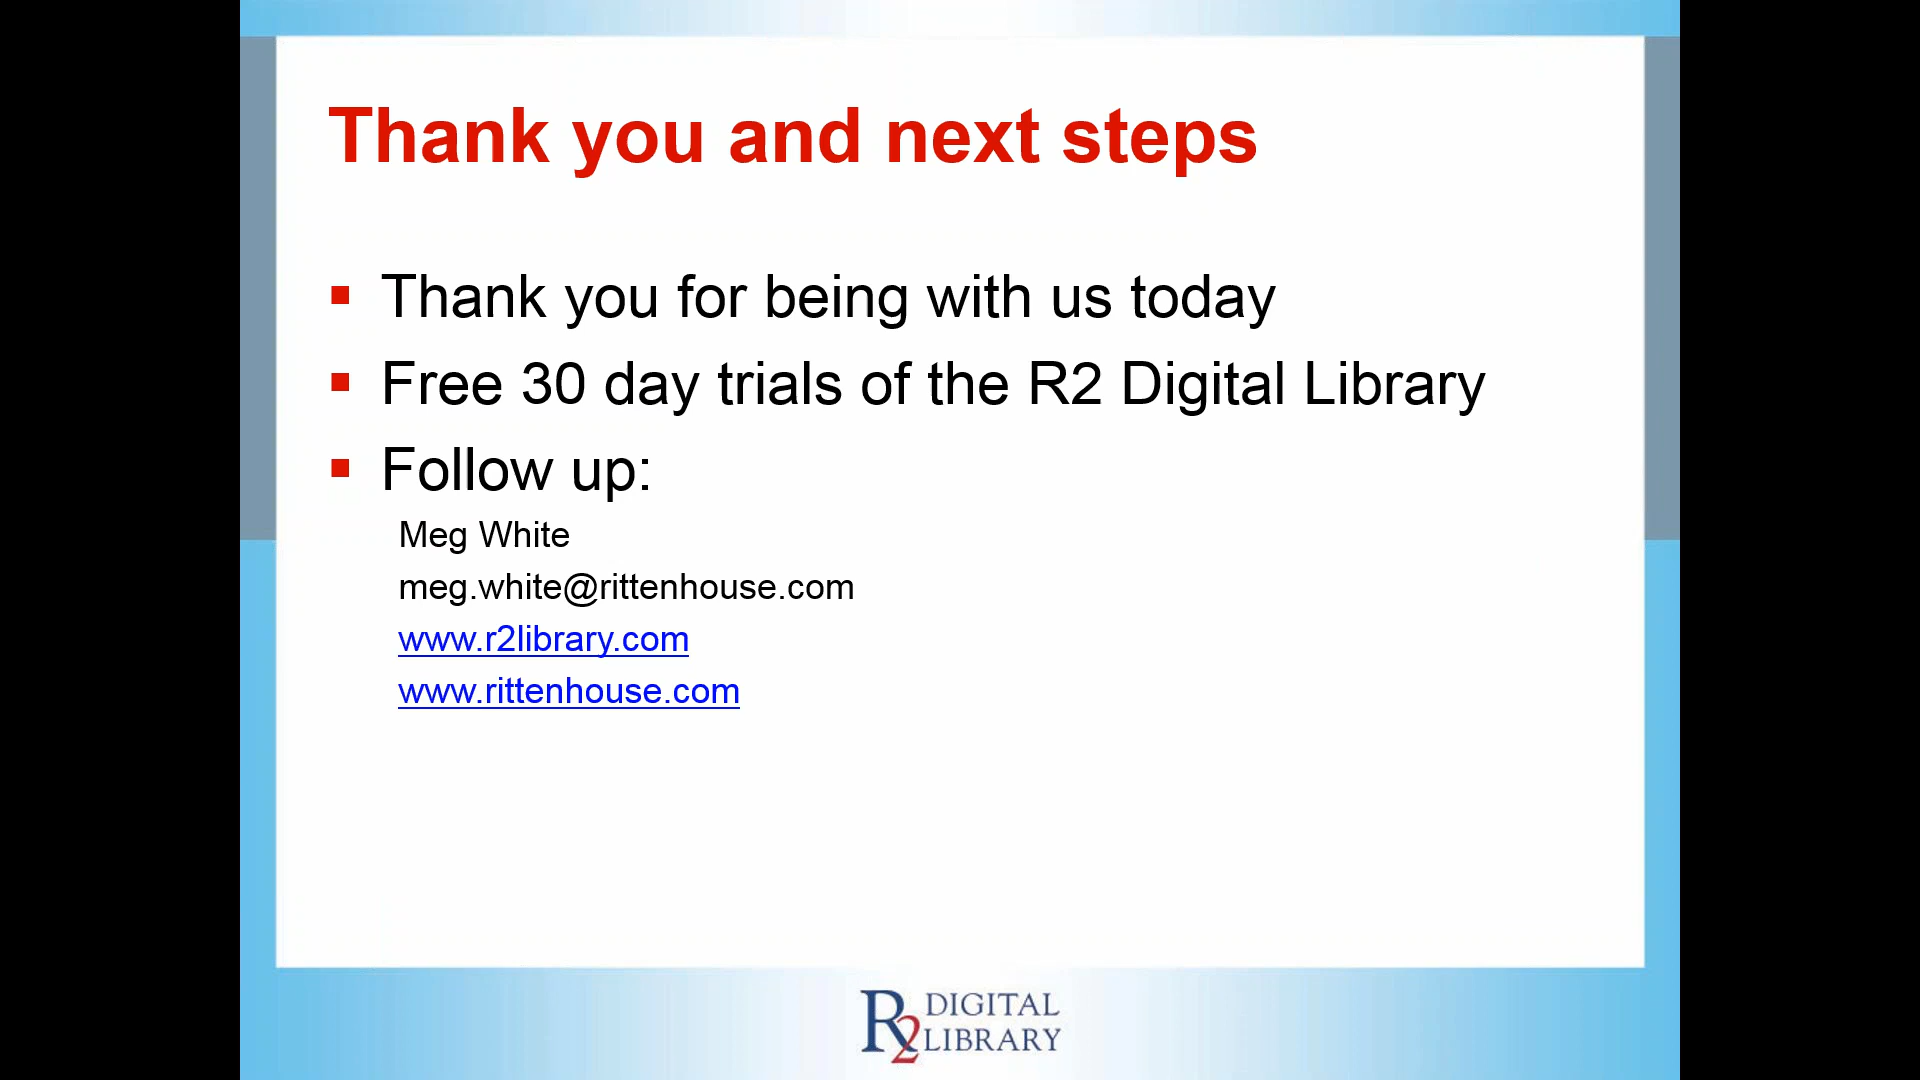 Thank you and next steps
Thank you for being with us today
Free 30 day trials of the R2 Digital Library
Follow up:
Meg White
meg.white@rittenhouse.com
www.r2library.com
www.rittenhouse.com
R2 DIGITAL
LIBRARY